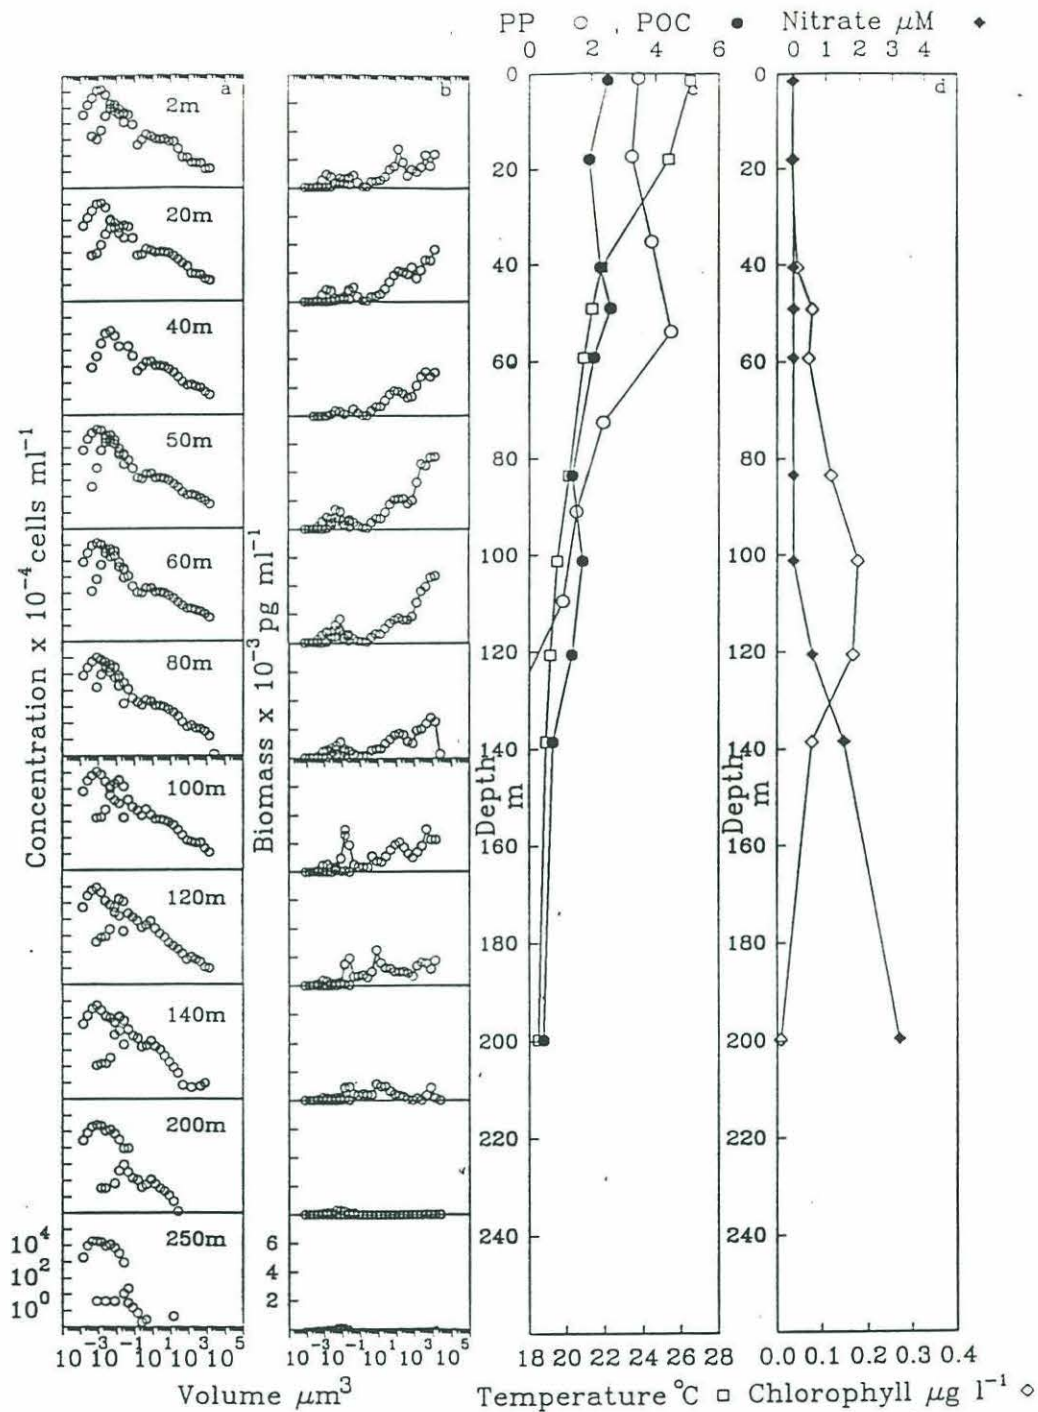 PP ○ , POC ● Nitrate μM ◆
0 2 4 6 0 1 2 3 4
a b c d
2m
20m
40m
50m
60m
80m
100m
120m
140m
200m
250m
Concentration x 10⁻⁴ cells ml⁻¹
10⁴
10²
10⁰
Biomass x 10⁻³ pg ml⁻¹
6
4
2
0
20
40
60
80
100
120
140
160
180
200
220
240
Depth m
0
20
40
60
80
100
120
140
160
180
200
220
240
Depth m
10⁻³ 10⁻¹ 10¹ 10³ 10⁵ 10⁻³ 10⁻¹ 10¹ 10³ 10⁵ 18 20 22 24 26 28 0.0 0.1 0.2 0.3 0.4
Volume μm³ Temperature °C □ Chlorophyll μg l⁻¹ ◇